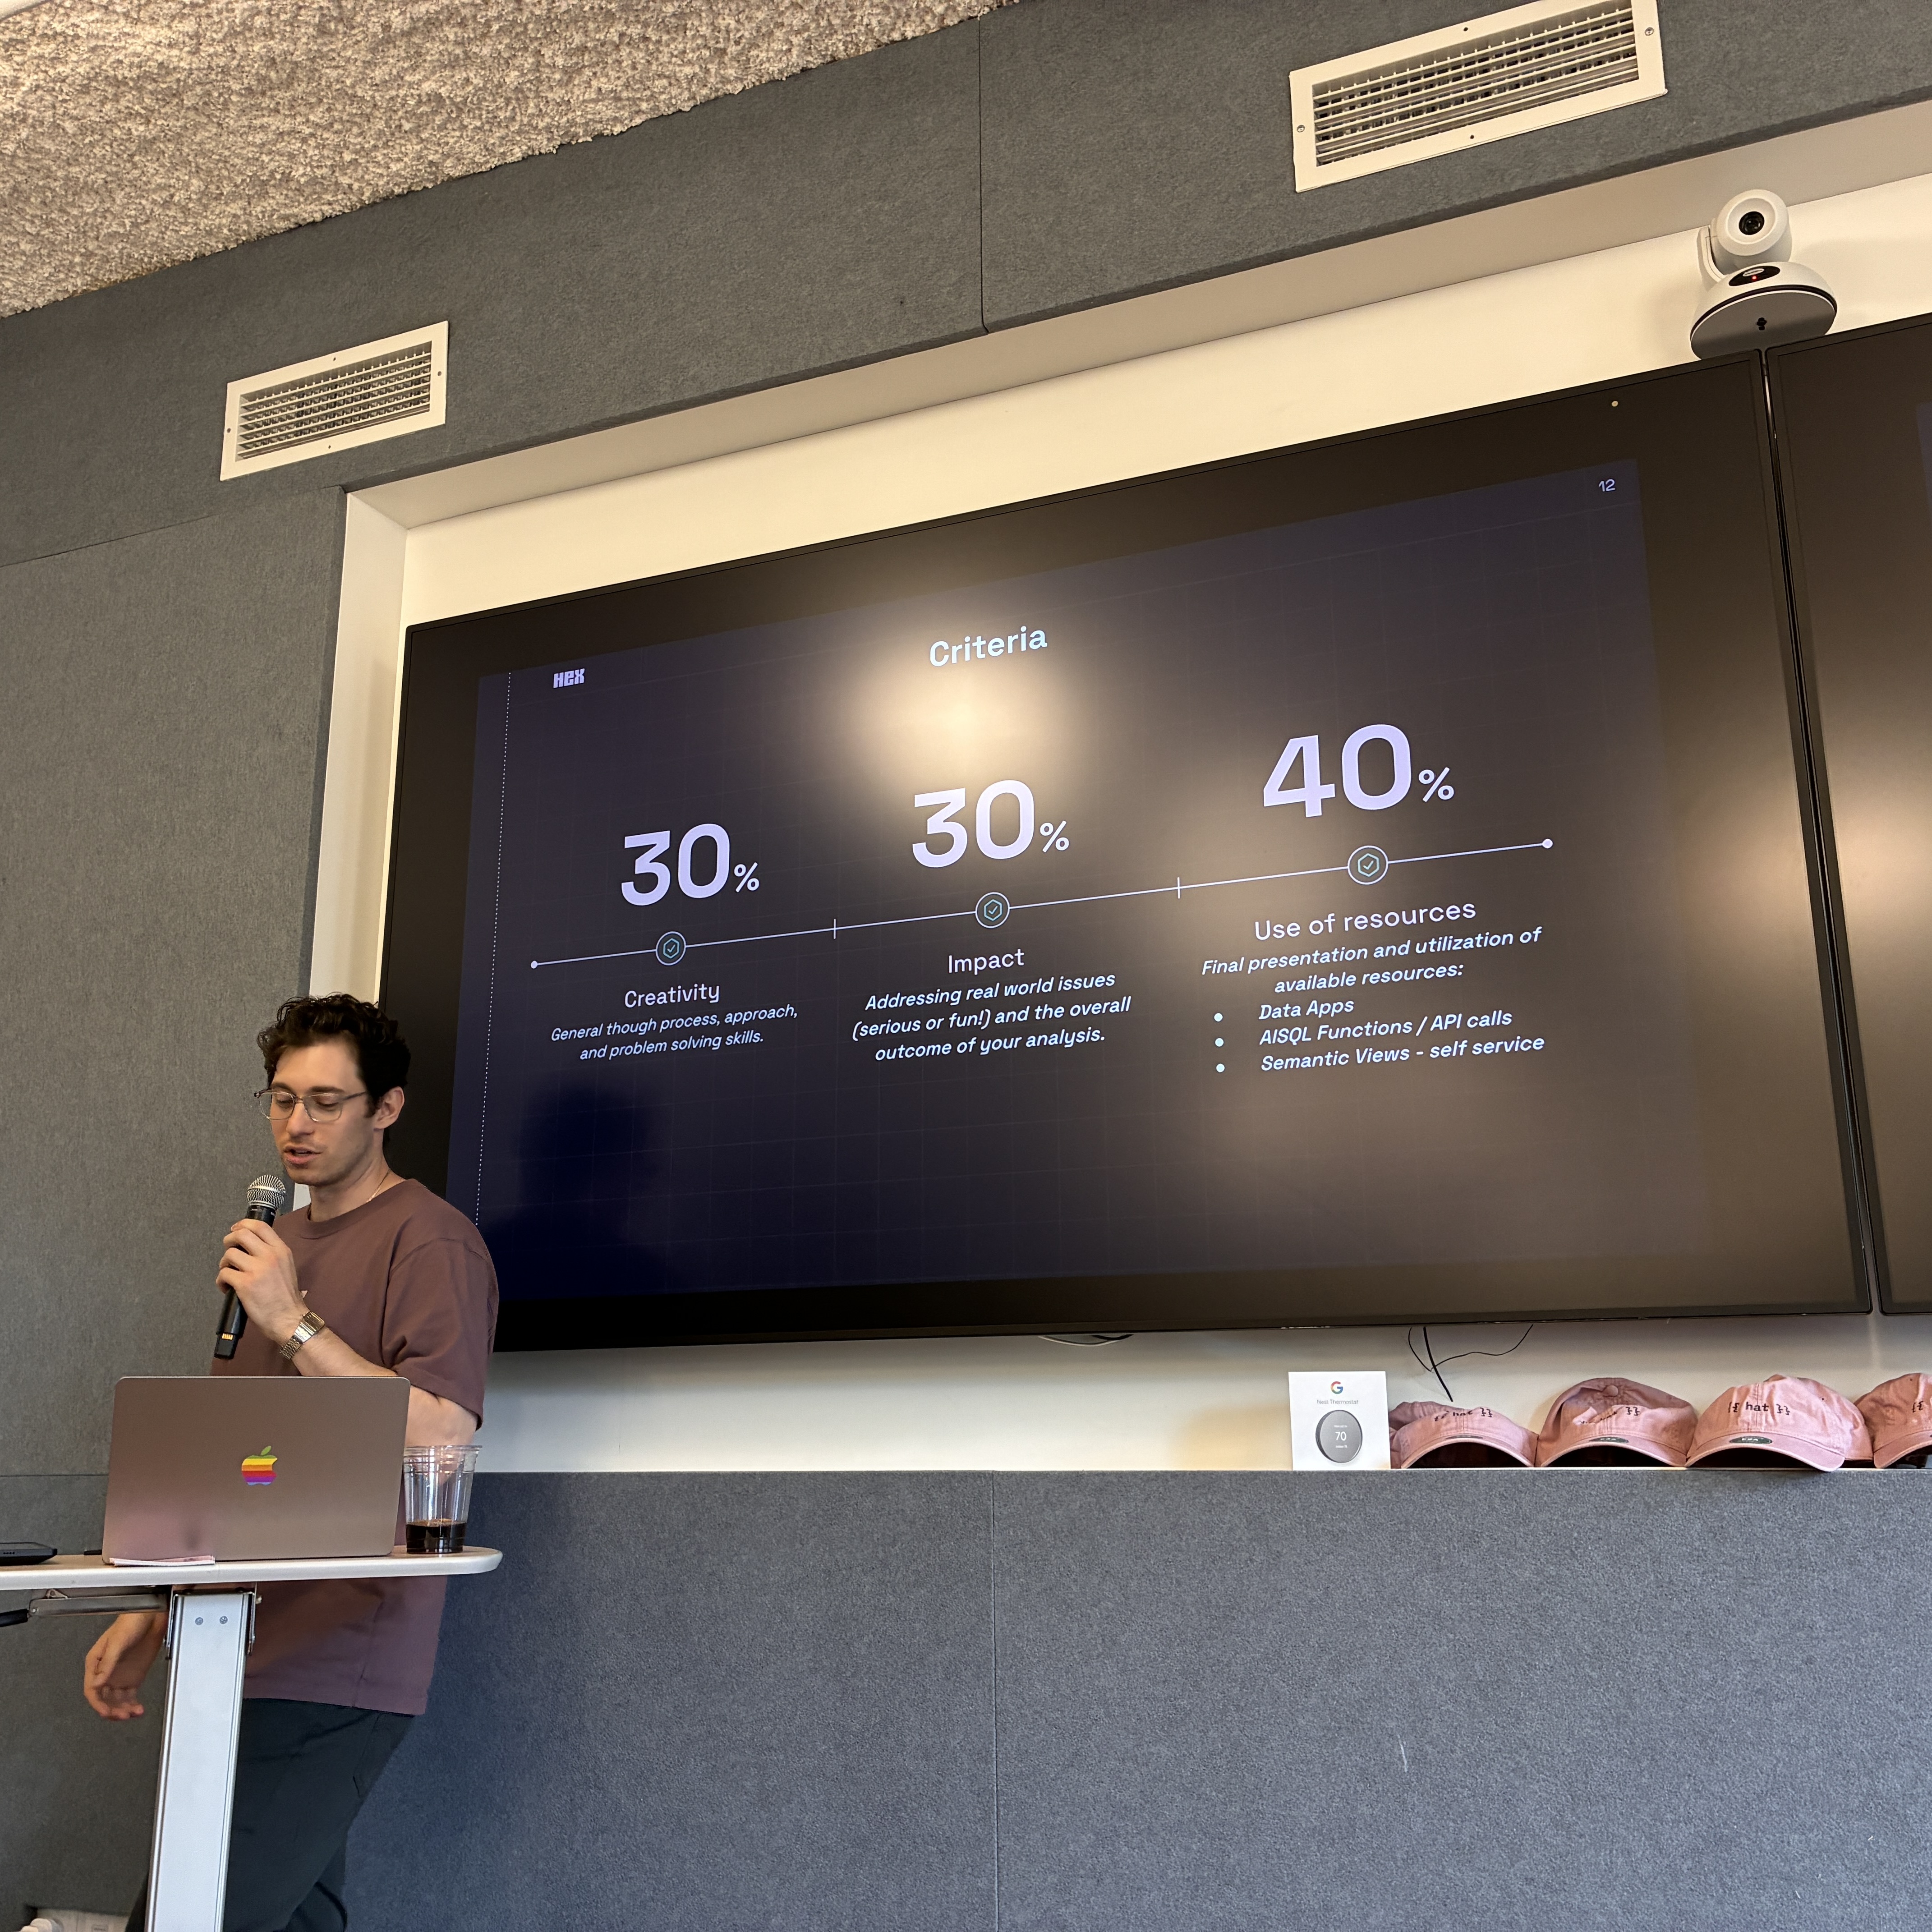 12
Criteria
HEX
30%
30%
40%
Creativity
General though process, approach,
and problem solving skills.
Impact
Addressing real world issues
(serious or fun!) and the overall
outcome of your analysis.
Use of resources
Final presentation and utilization of
available resources:
Data Apps
AISQL Functions / API calls
Semantic Views - self service
G
Nest Thermostat
70
{{ hat }}